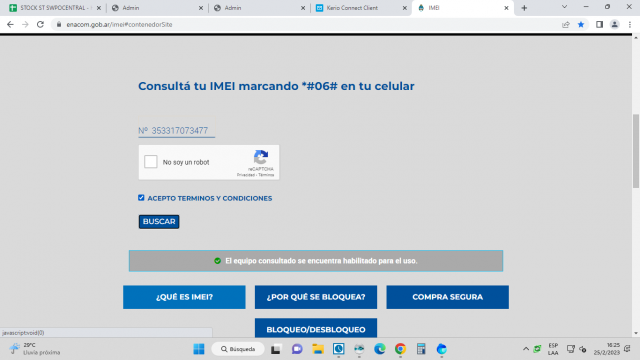 STOCK ST SWPOCENTRAL -
Admin
Admin
Kerio Connect Client
IMEI
enacom.gob.ar/imei#contenedorSite
Consultá tu IMEI marcando *#06# en tu celular
Nº 353317073477
No soy un robot
reCAPTCHA
Privacidad - Términos
ACEPTO TERMINOS Y CONDICIONES
BUSCAR
El equipo consultado se encuentra habilitado para el uso.
¿QUÉ ES IMEI?
¿POR QUÉ SE BLOQUEA?
COMPRA SEGURA
BLOQUEO/DESBLOQUEO
javascript:void(0)
29°C
Lluvia próxima
Búsqueda
ESP
LAA
16:25
25/2/2023